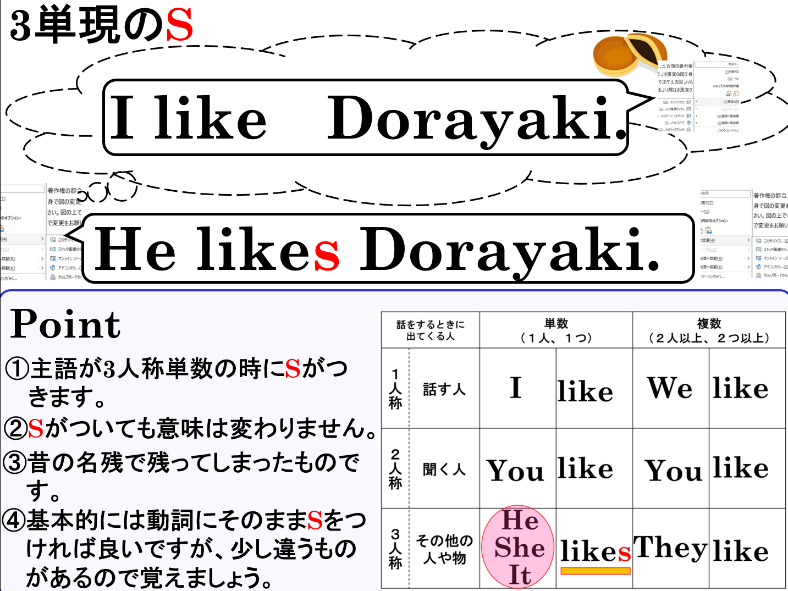 3単現のS
I like Dorayaki.
He likes Dorayaki.
Point
①主語が3人称単数の時にSがつ
きます。
②Sがついても意味は変わりません。
③昔の名残で残ってしまったもので
す。
④基本的には動詞にそのままSをつ
ければ良いですが、少し違うもの
があるので覚えましょう。
話をするときに
出てくる人
単数
（１人、１つ）
複数
（２人以上、２つ以上）
１人称
話す人
I
like
We
like
２人称
聞く人
You
like
You
like
３人称
その他の
人や物
He
She
It
likes
They
like